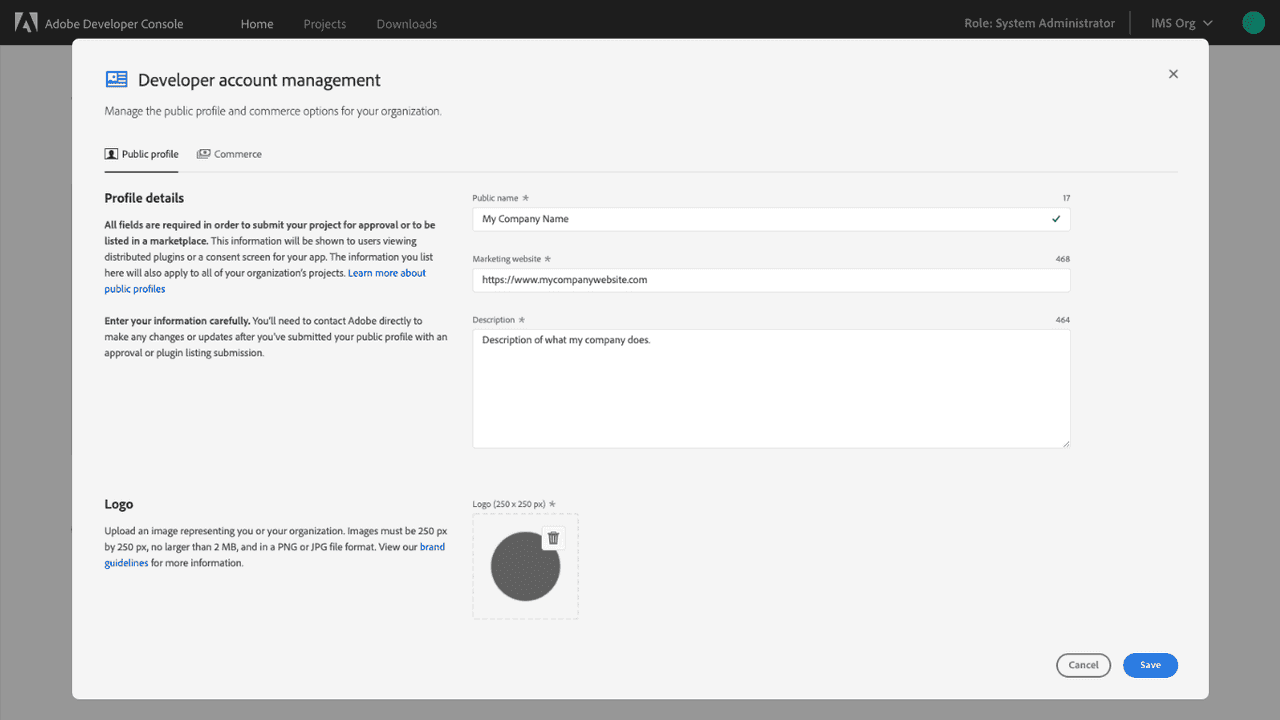 Adobe Developer Console Home Projects Downloads Role: System Administrator IMS Org
Developer account management
Manage the public profile and commerce options for your organization.
Public profile Commerce
Profile details
All fields are required in order to submit your project for approval or to be
listed in a marketplace. This information will be shown to users viewing
distributed plugins or a consent screen for your app. The information you list
here will also apply to all of your organization's projects. Learn more about
public profiles
Enter your information carefully. You'll need to contact Adobe directly to
make any changes or updates after you've submitted your public profile with an
approval or plugin listing submission.
Public name * 17
My Company Name
Marketing website * 468
https://www.mycompanywebsite.com
Description * 464
Description of what my company does.
Logo
Upload an image representing you or your organization. Images must be 250 px
by 250 px, no larger than 2 MB, and in a PNG or JPG file format. View our brand
guidelines for more information.
Logo (250 x 250 px) *
Cancel Save